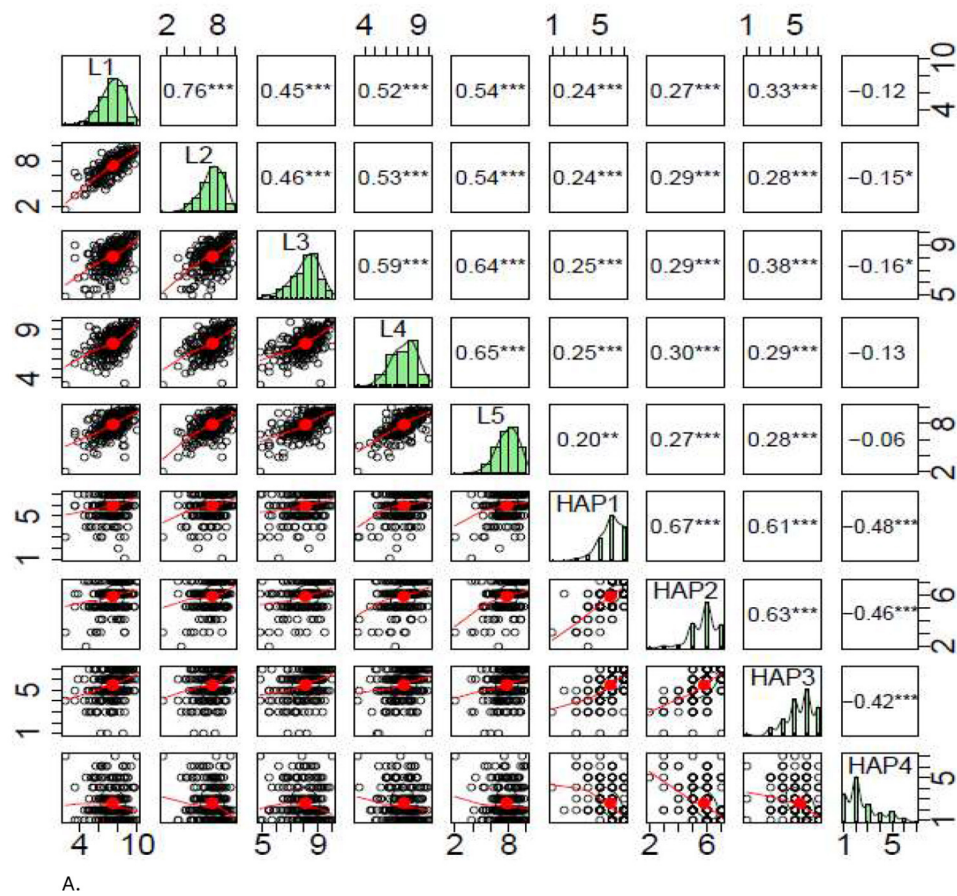 2 8 4 9 1 5 1 5
L1 0.76*** 0.45*** 0.52*** 0.54*** 0.24*** 0.27*** 0.33*** −0.12 4 10
2 8 L2 0.46*** 0.53*** 0.54*** 0.24*** 0.29*** 0.28*** −0.15*
L3 0.59*** 0.64*** 0.25*** 0.29*** 0.38*** −0.16* 5 9
4 9 L4 0.65*** 0.25*** 0.30*** 0.29*** −0.13
L5 0.20** 0.27*** 0.28*** −0.06 2 8
1 5 HAP1 0.67*** 0.61*** −0.48***
HAP2 0.63*** −0.46*** 2 6
1 5 HAP3 −0.42***
HAP4 1 5
4 10 5 9 2 8 2 6 1 5
A.